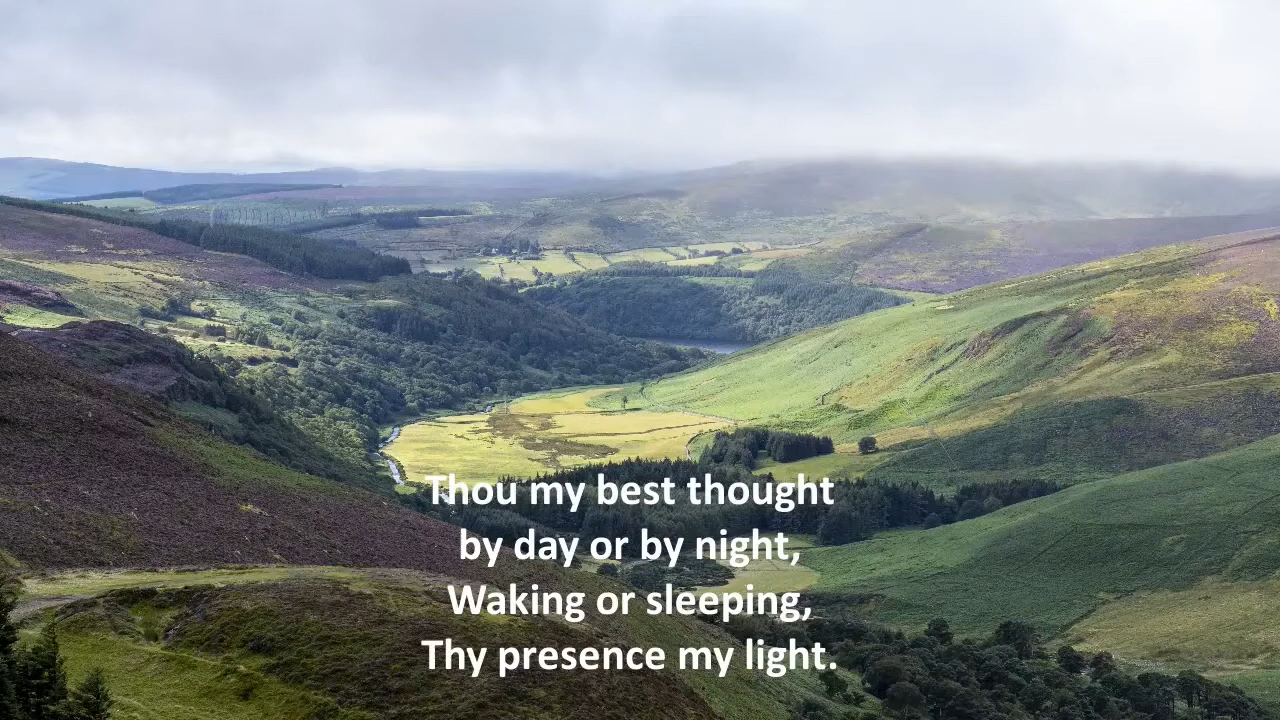 Thou my best thought
by day or by night,
Waking or sleeping,
Thy presence my light.